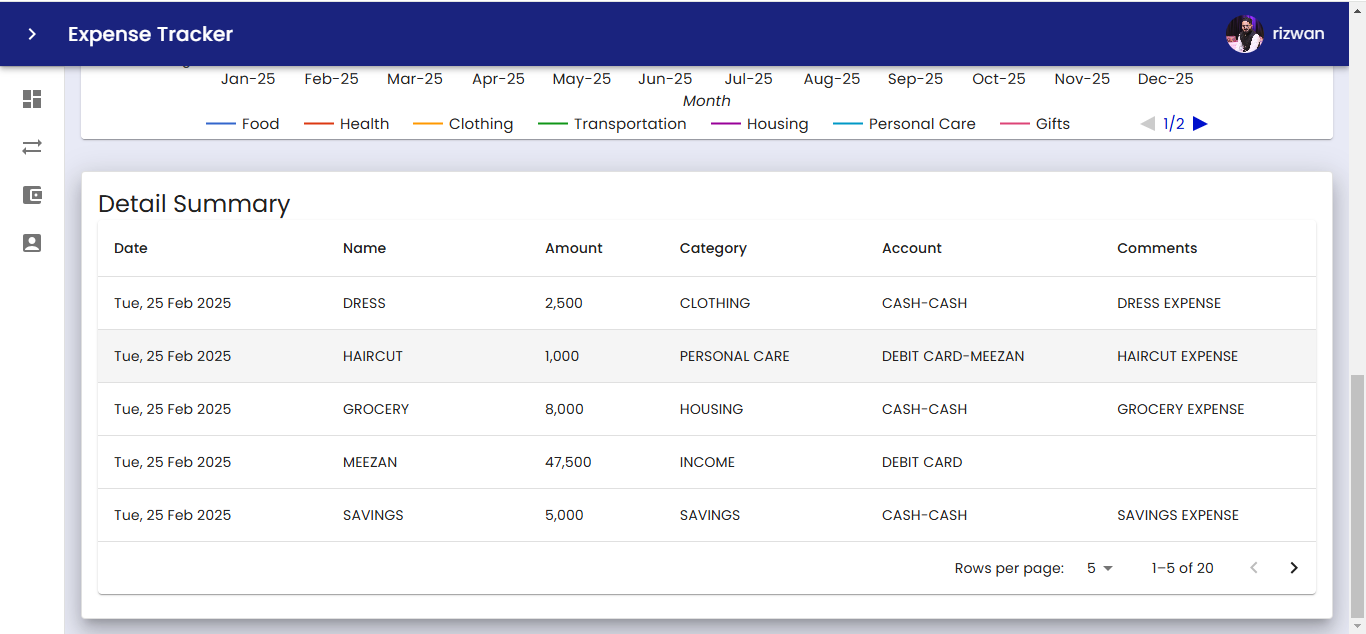 Expense Tracker rizwan
Jan-25 Feb-25 Mar-25 Apr-25 May-25 Jun-25 Jul-25 Aug-25 Sep-25 Oct-25 Nov-25 Dec-25
Month
Food Health Clothing Transportation Housing Personal Care Gifts 1/2
Detail Summary
Date Name Amount Category Account Comments
Tue, 25 Feb 2025 DRESS 2,500 CLOTHING CASH-CASH DRESS EXPENSE
Tue, 25 Feb 2025 HAIRCUT 1,000 PERSONAL CARE DEBIT CARD-MEEZAN HAIRCUT EXPENSE
Tue, 25 Feb 2025 GROCERY 8,000 HOUSING CASH-CASH GROCERY EXPENSE
Tue, 25 Feb 2025 MEEZAN 47,500 INCOME DEBIT CARD
Tue, 25 Feb 2025 SAVINGS 5,000 SAVINGS CASH-CASH SAVINGS EXPENSE
Rows per page: 5 1–5 of 20